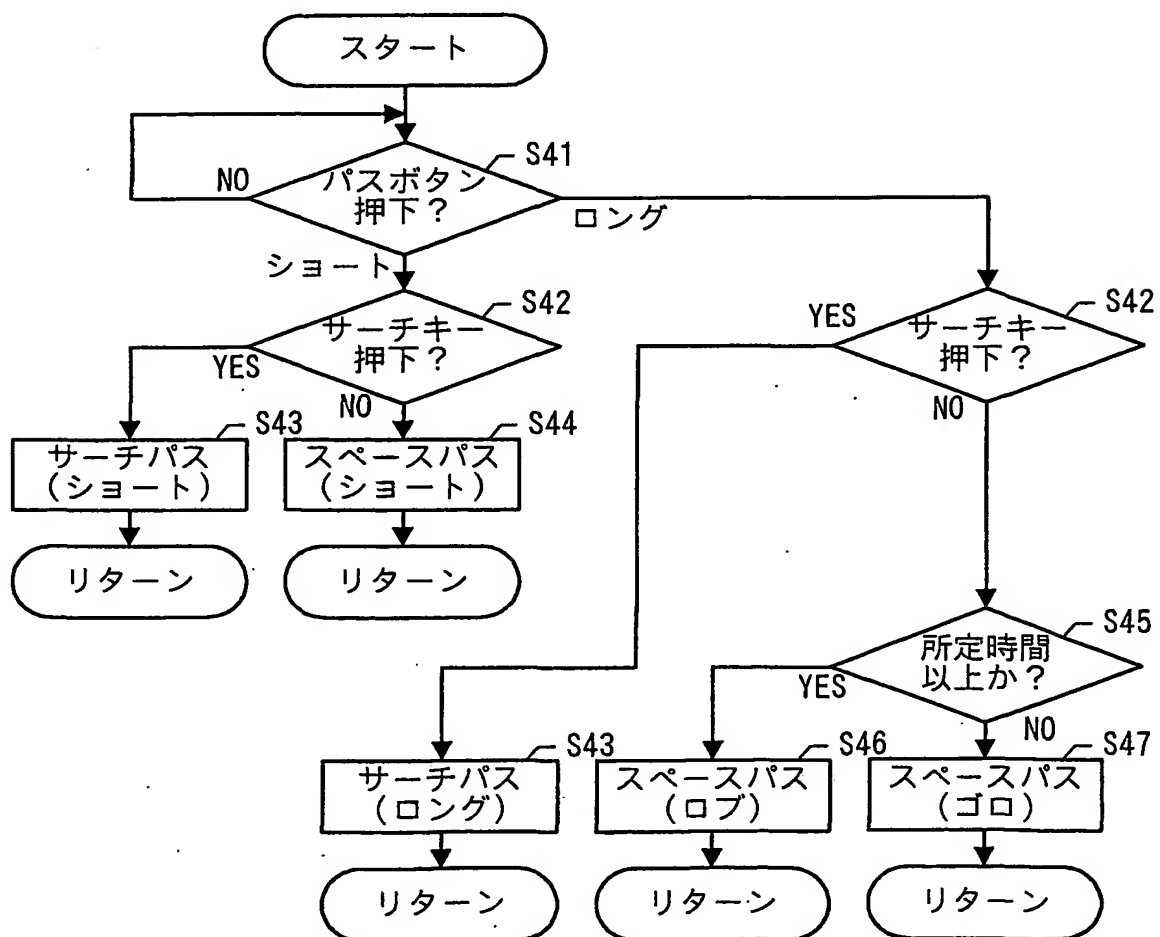 スタート
S41
パスボタン
押下？
NO
ロング
ショート
S42
サーチキー
押下？
YES
NO
S42
サーチキー
押下？
YES
NO
S43
サーチパス
（ショート）
S44
スペースパス
（ショート）
リターン
リターン
S45
所定時間
以上か？
YES
NO
S43
サーチパス
（ロング）
S46
スペースパス
（ロブ）
S47
スペースパス
（ゴロ）
リターン
リターン
リターン